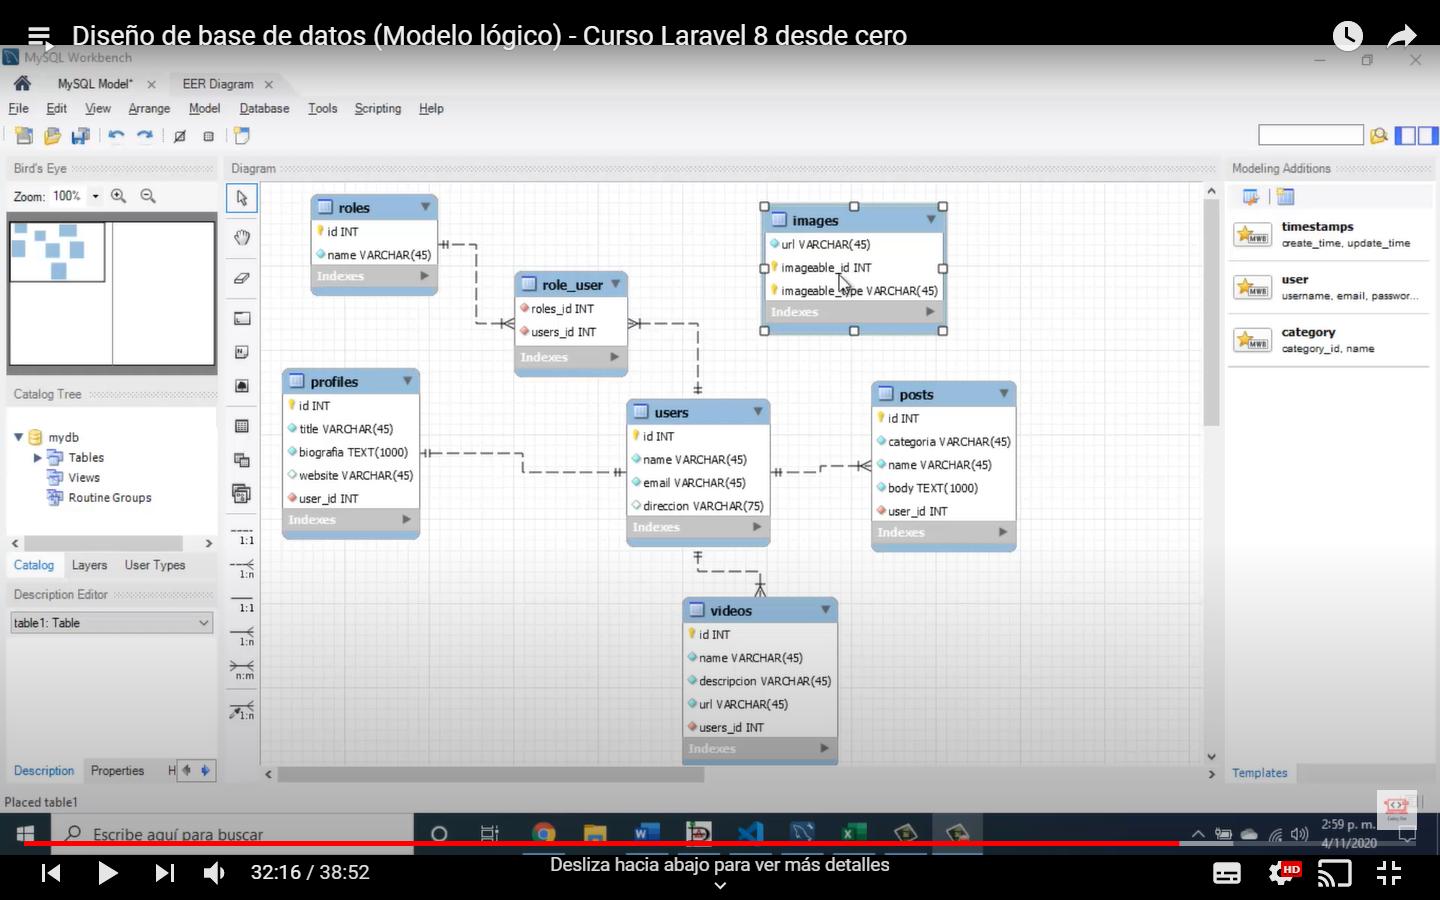 Diseño de base de datos (Modelo lógico) - Curso Laravel 8 desde cero
MySQL Workbench
MySQL Model* EER Diagram
File Edit View Arrange Model Database Tools Scripting Help
Bird's Eye
Zoom: 100%
Catalog Tree
mydb
Tables
Views
Routine Groups
Catalog Layers User Types
Description Editor
table1: Table
Description Properties H
Placed table1
Diagram
1:1
1:n
1:1
1:n
n:m
1:n
roles
id INT
name VARCHAR(45)
Indexes
role_user
roles_id INT
users_id INT
Indexes
images
url VARCHAR(45)
imageable_id INT
imageable_type VARCHAR(45)
Indexes
profiles
id INT
title VARCHAR(45)
biografia TEXT(1000)
website VARCHAR(45)
user_id INT
Indexes
users
id INT
name VARCHAR(45)
email VARCHAR(45)
direccion VARCHAR(75)
Indexes
posts
id INT
categoria VARCHAR(45)
name VARCHAR(45)
body TEXT(1000)
user_id INT
Indexes
videos
id INT
name VARCHAR(45)
descripcion VARCHAR(45)
url VARCHAR(45)
users_id INT
Indexes
Modeling Additions
timestamps
create_time, update_time
user
username, email, passwor...
category
category_id, name
Templates
Escribe aquí para buscar
2:59 p. m.
4/11/2020
32:16 / 38:52
Desliza hacia abajo para ver más detalles
HD